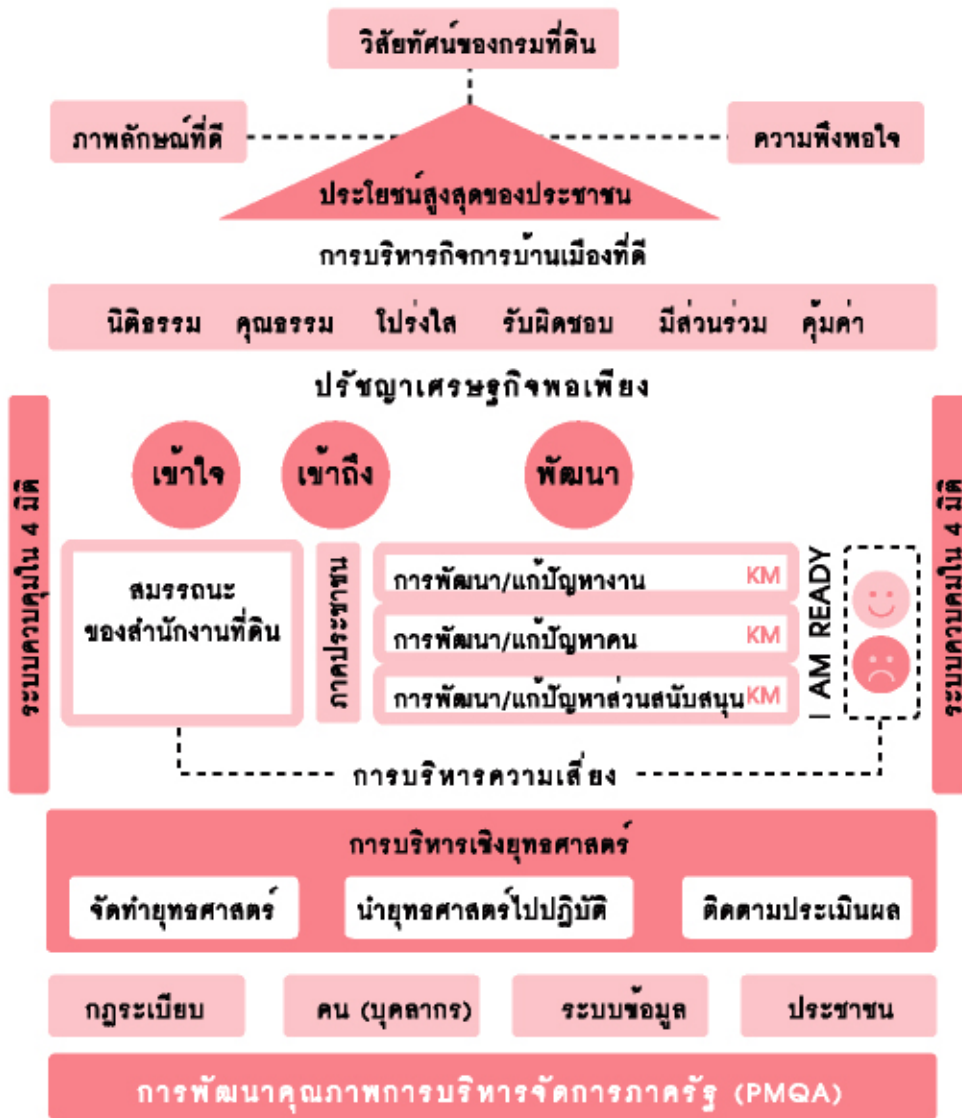 วิสัยทัศน์ของกรมที่ดิน
ภาพลักษณ์ที่ดี
ความพึงพอใจ
ประโยชน์สูงสุดของประชาชน
การบริหารกิจการบ้านเมืองที่ดี
นิติธรรม คุณธรรม โปร่งใส รับผิดชอบ มีส่วนร่วม คุ้มค่า
ปรัชญาเศรษฐกิจพอเพียง
ระบบควบคุมใน 4 มิติ
เข้าใจ
เข้าถึง
พัฒนา
สมรรถนะ
ของสำนักงานที่ดิน
ภาคประชาชน
การพัฒนา/แก้ปัญหางาน KM
การพัฒนา/แก้ปัญหาคน KM
การพัฒนา/แก้ปัญหาส่วนสนับสนุน KM
I AM READY
ระบบควบคุมใน 4 มิติ
การบริหารความเสี่ยง
การบริหารเชิงยุทธศาสตร์
จัดทำยุทธศาสตร์
นำยุทธศาสตร์ไปปฏิบัติ
ติดตามประเมินผล
กฎระเบียบ
คน (บุคลากร)
ระบบข้อมูล
ประชาชน
การพัฒนาคุณภาพการบริหารจัดการภาครัฐ (PMQA)